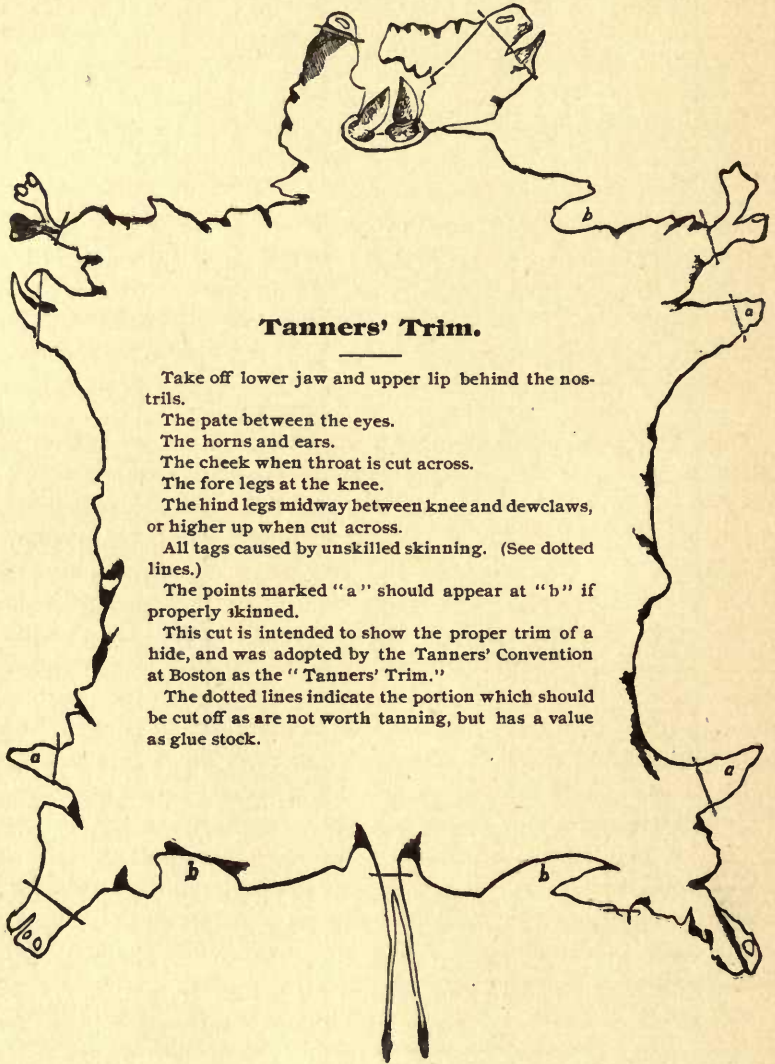 b
a
Tanners' Trim.
Take off lower jaw and upper lip behind the nos-
trils.
The pate between the eyes.
The horns and ears.
The cheek when throat is cut across.
The fore legs at the knee.
The hind legs midway between knee and dewclaws,
or higher up when cut across.
All tags caused by unskilled skinning. (See dotted
lines.)
The points marked "a" should appear at "b" if
properly skinned.
This cut is intended to show the proper trim of a
hide, and was adopted by the Tanners' Convention
at Boston as the "Tanners' Trim."
The dotted lines indicate the portion which should
be cut off as are not worth tanning, but has a value
as glue stock.
a
a
b
b